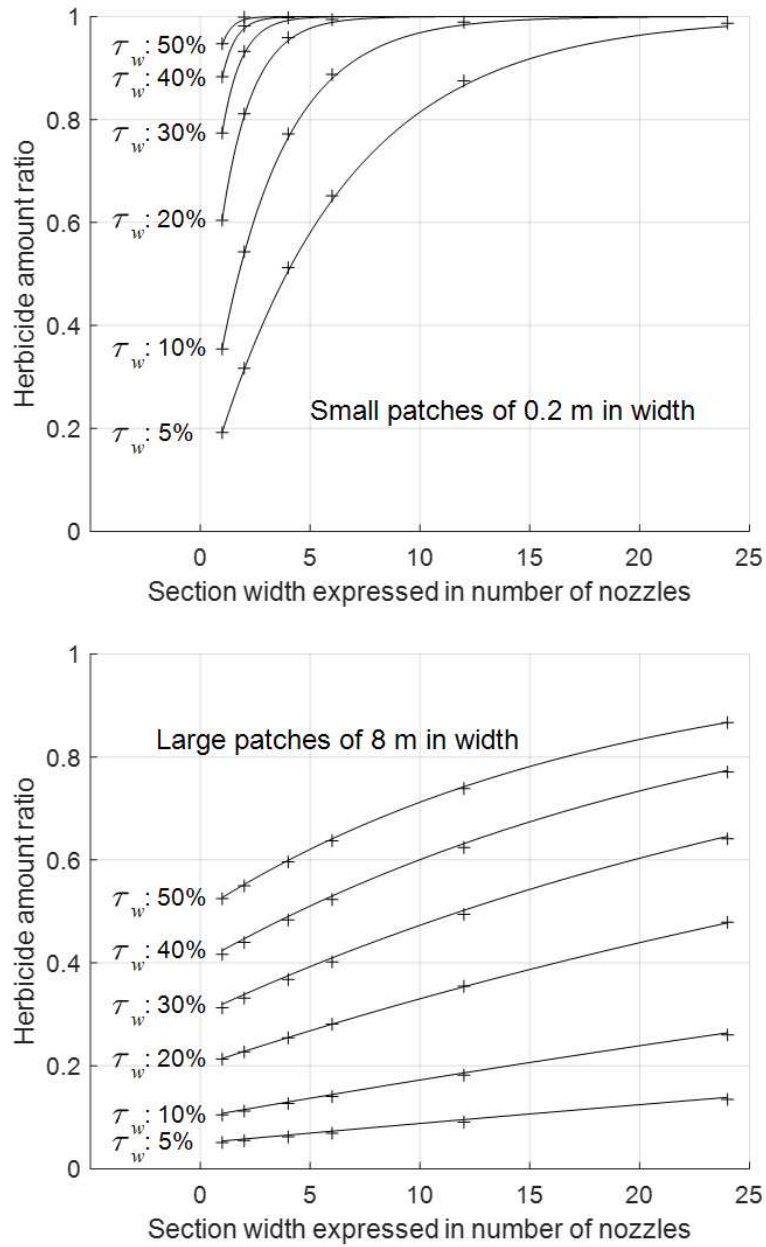 1
τw: 50%
τw: 40%
0.8
τw: 30%
Herbicide amount ratio
0.6
τw: 20%
0.4
τw: 10%
Small patches of 0.2 m in width
0.2
τw: 5%
0
0 5 10 15 20 25
Section width expressed in number of nozzles
1
Large patches of 8 m in width
0.8
Herbicide amount ratio
0.6
τw: 50%
τw: 40%
0.4
τw: 30%
τw: 20%
0.2
τw: 10%
τw: 5%
0
0 5 10 15 20 25
Section width expressed in number of nozzles